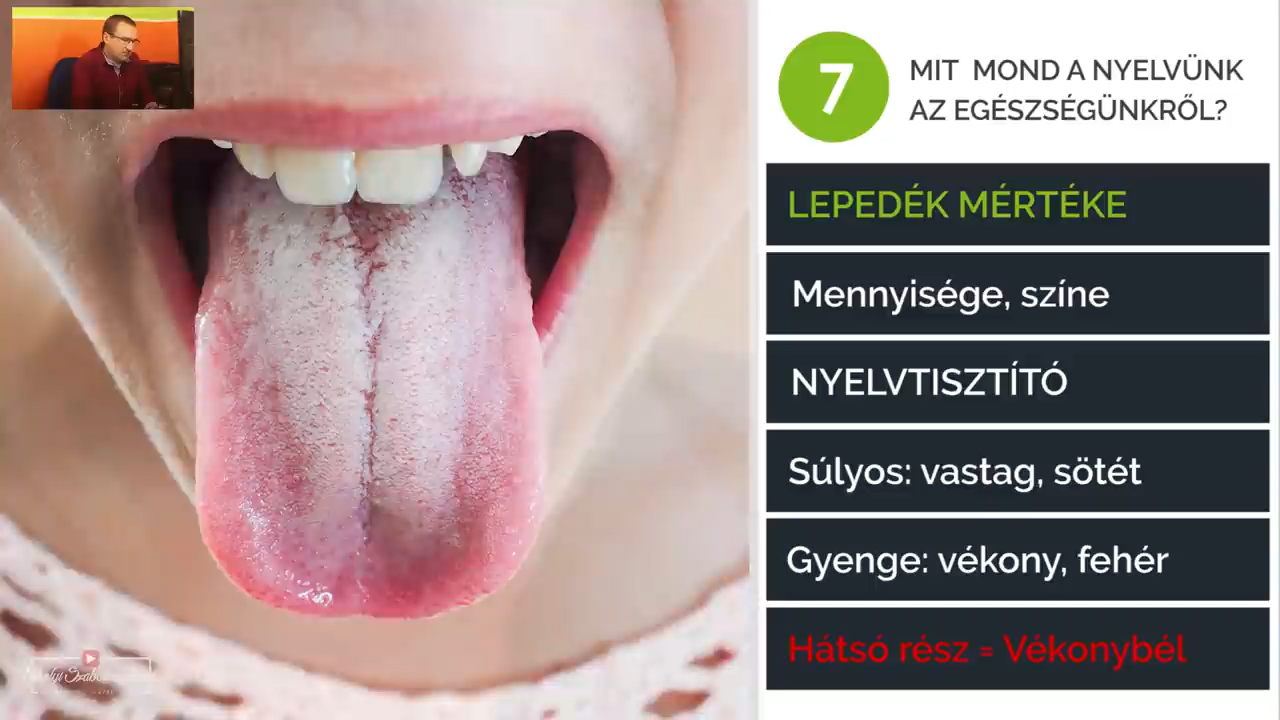 7
MIT MOND A NYELVÜNK
AZ EGÉSZSÉGÜNKRŐL?
LEPEDÉK MÉRTÉKE
Mennyisége, színe
NYELVTISZTÍTÓ
Súlyos: vastag, sötét
Gyenge: vékony, fehér
Hátsó rész = Vékonybél